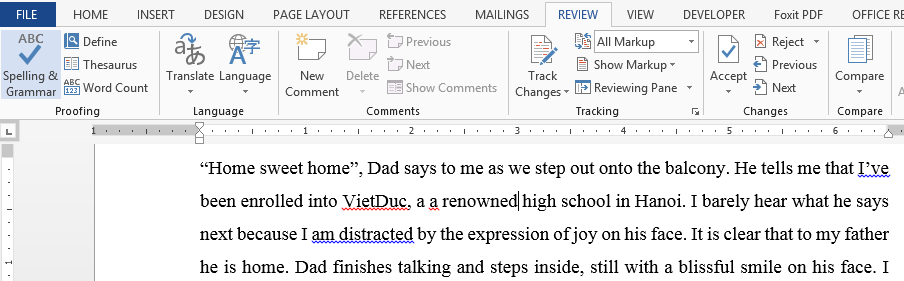 FILE HOME INSERT DESIGN PAGE LAYOUT REFERENCES MAILINGS REVIEW VIEW DEVELOPER Foxit PDF OFFICE RE
ABC
Spelling & Grammar
Define
Thesaurus
ABC 123 Word Count
Proofing
Translate
Language
Language
New Comment
Delete
Previous
Next
Show Comments
Comments
Track Changes
All Markup
Show Markup
Reviewing Pane
Tracking
Accept
Reject
Previous
Next
Changes
Compare
Compare
1 1 2 3 4 5 6
“Home sweet home”, Dad says to me as we step out onto the balcony. He tells me that I’ve
been enrolled into VietDuc, a a renowned high school in Hanoi. I barely hear what he says
next because I am distracted by the expression of joy on his face. It is clear that to my father
he is home. Dad finishes talking and steps inside, still with a blissful smile on his face. I
1